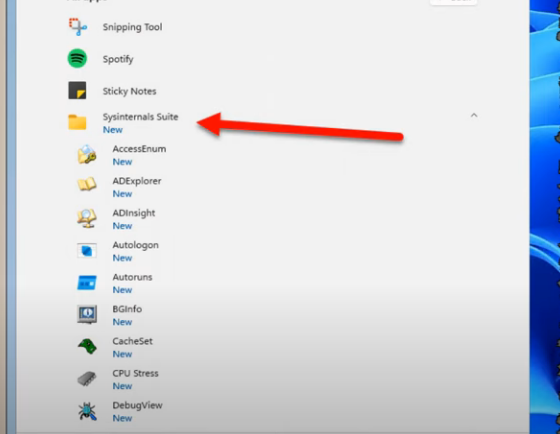 Snipping Tool
Spotify
Sticky Notes
Sysinternals Suite
New
AccessEnum
New
ADExplorer
New
ADInsight
New
Autologon
New
Autoruns
New
BGInfo
New
CacheSet
New
CPU Stress
New
DebugView
New